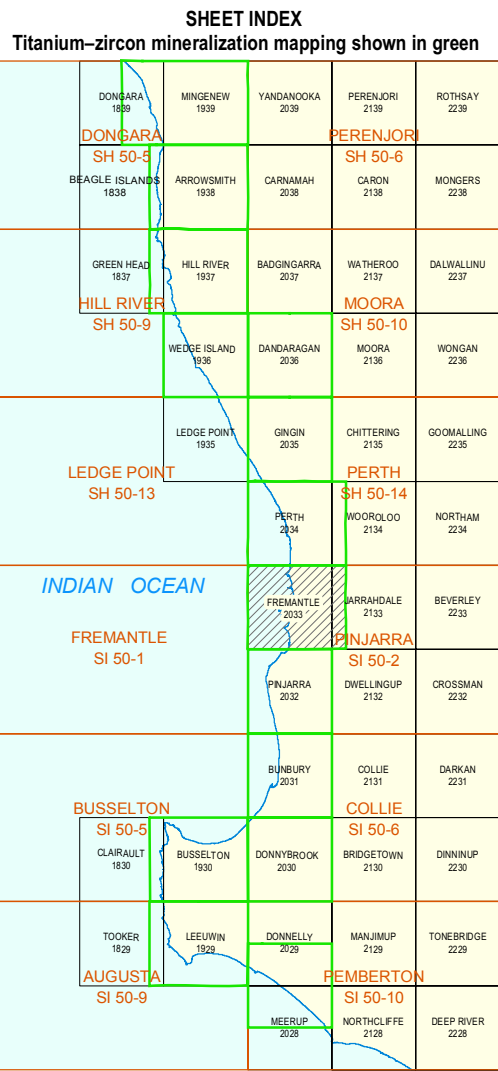 SHEET INDEX
Titanium–zircon mineralization mapping shown in green
DONGARA
1839
MINGENEW
1939
YANDANOOKA
2039
PERENJORI
2139
ROTHSAY
2239
DONGARA
SH 50-5
PERENJORI
SH 50-6
BEAGLE ISLANDS
1838
ARROWSMITH
1938
CARNAMAH
2038
CARON
2138
MONGERS
2238
GREEN HEAD
1837
HILL RIVER
1937
BADGINGARRA
2037
WATHEROO
2137
DALWALLINU
2237
HILL RIVER
SH 50-9
MOORA
SH 50-10
WEDGE ISLAND
1936
DANDARAGAN
2036
MOORA
2136
WONGAN
2236
LEDGE POINT
1935
GINGIN
2035
CHITTERING
2135
GOOMALLING
2235
LEDGE POINT
SH 50-13
PERTH
SH 50-14
PERTH
2034
WOOROLOO
2134
NORTHAM
2234
INDIAN OCEAN
FREMANTLE
2033
JARRAHDALE
2133
BEVERLEY
2233
FREMANTLE
SI 50-1
PINJARRA
SI 50-2
PINJARRA
2032
DWELLINGUP
2132
CROSSMAN
2232
BUNBURY
2031
COLLIE
2131
DARKAN
2231
BUSSELTON
SI 50-5
COLLIE
SI 50-6
CLAIRAULT
1830
BUSSELTON
1930
DONNYBROOK
2030
BRIDGETOWN
2130
DINNINUP
2230
TOOKER
1829
LEEUWIN
1929
DONNELLY
2029
MANJIMUP
2129
TONEBRIDGE
2229
AUGUSTA
SI 50-9
PEMBERTON
SI 50-10
MEERUP
2028
NORTHCLIFFE
2128
DEEP RIVER
2228